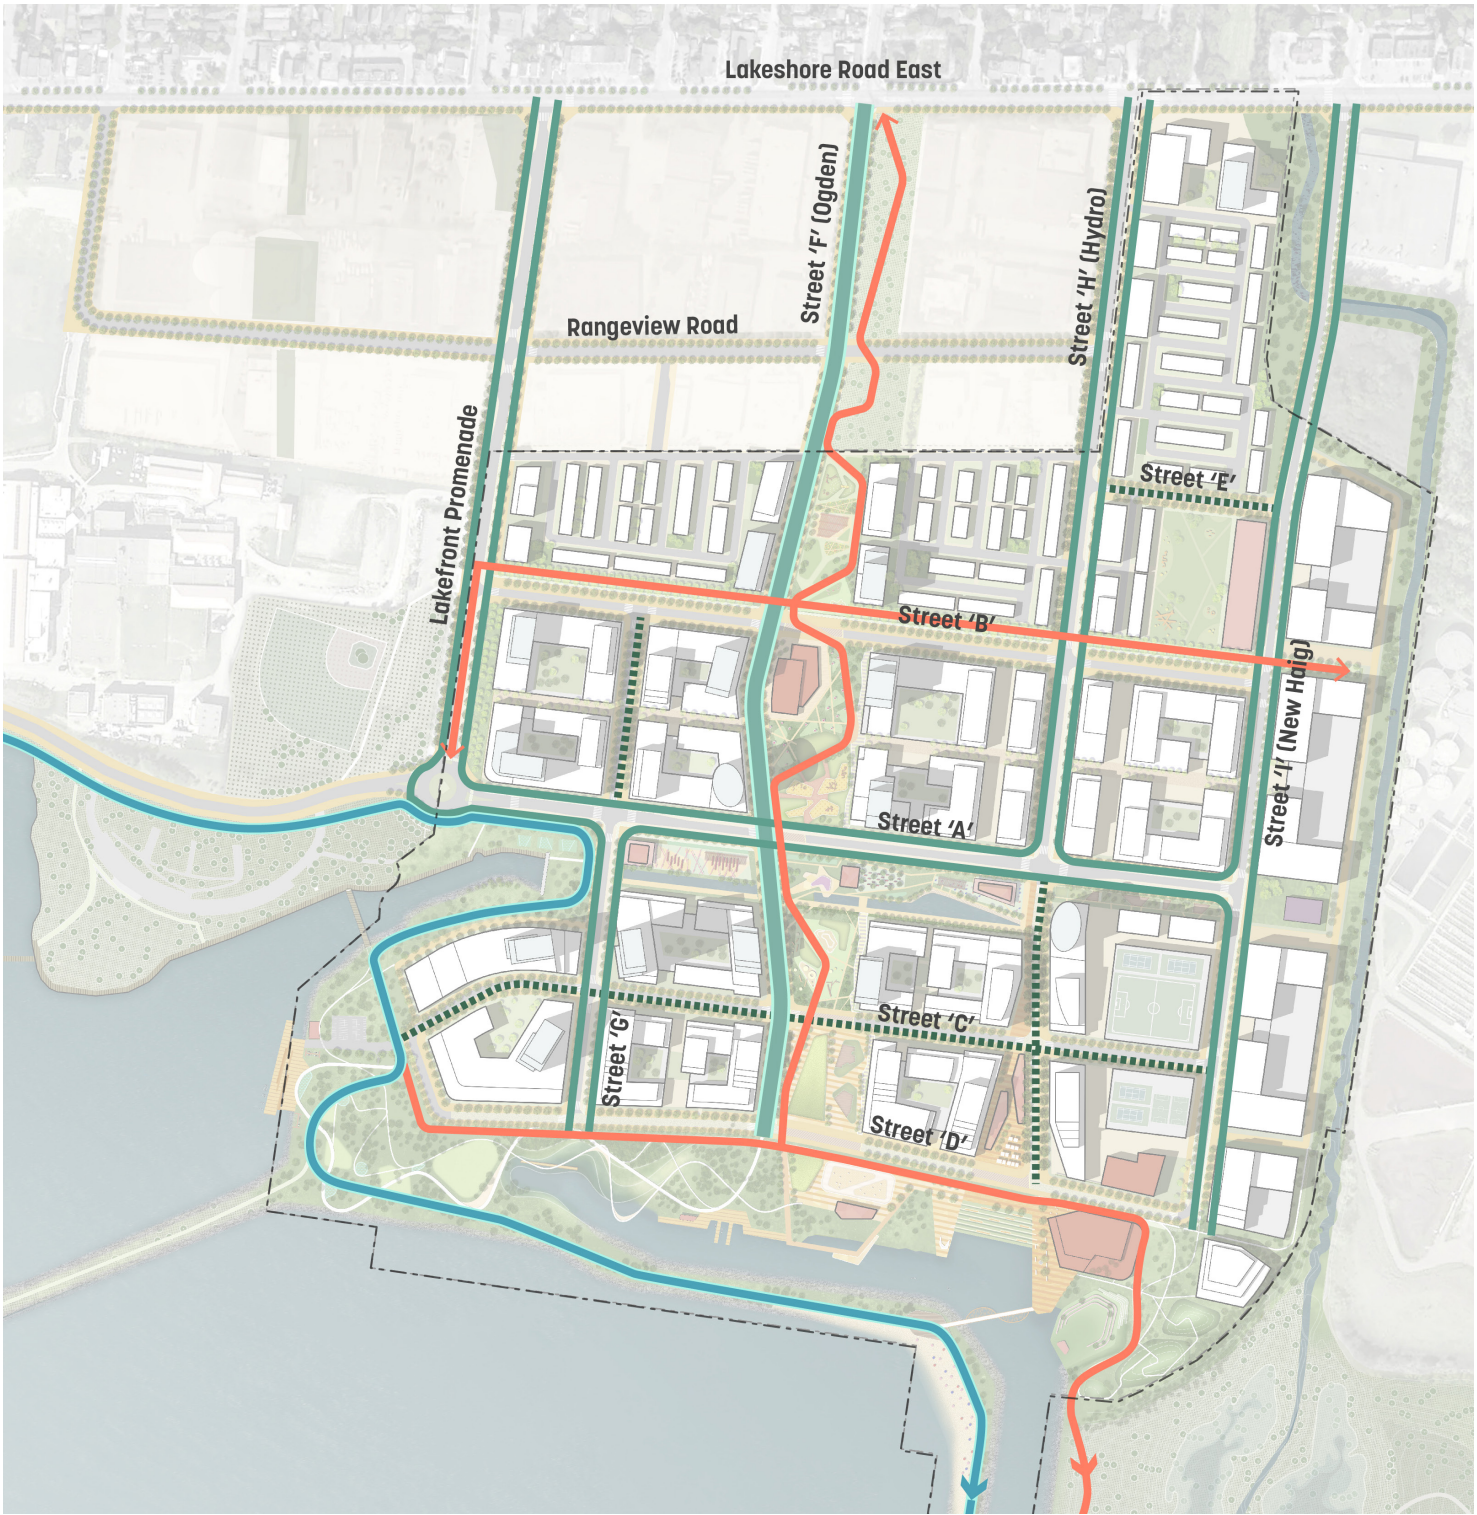 Lakeshore Road East
Street ‘F’ (Ogden)
Street ‘H’ (Hydro)
Rangeview Road
Lakefront Promenade
Street ‘E’
Street ‘B’
Street ‘I’ (New Haig)
Street ‘A’
Street ‘C’
Street ‘G’
Street ‘D’